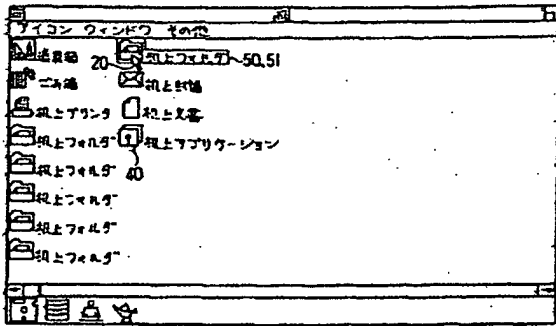 机
アイコン ウィンドウ その他
道具箱 机上フォルダ 50,51
20
ごみ箱 机上封筒
机上プリンタ 机上文書
机上フォルダ 机上アプリケーション
机上フォルダ 40
机上フォルダ
机上フォルダ
机上フォルダ